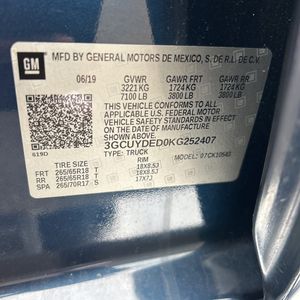 GM
MFD BY GENERAL MOTORS DE MEXICO, S. DE R.L. DE C.V.
06/19 GVWR GAWR FRT GAWR RR
3221 KG 1724 KG 1724 KG
7100 LB 3800 LB 3800 LB
THIS VEHICLE CONFORMS TO ALL
APPLICABLE U.S. FEDERAL MOTOR
VEHICLE SAFETY STANDARDS IN
EFFECT ON THE DATE OF MANUFACTURE
SHOWN ABOVE.
3GCUYDED0KG252407
TYPE: TRUCK MODEL:
RIM
FRT 265/65R18 T 18X8.5J
RR 265/65R18 T 18X8.5J
SPA 265/70R17 S 17X7J